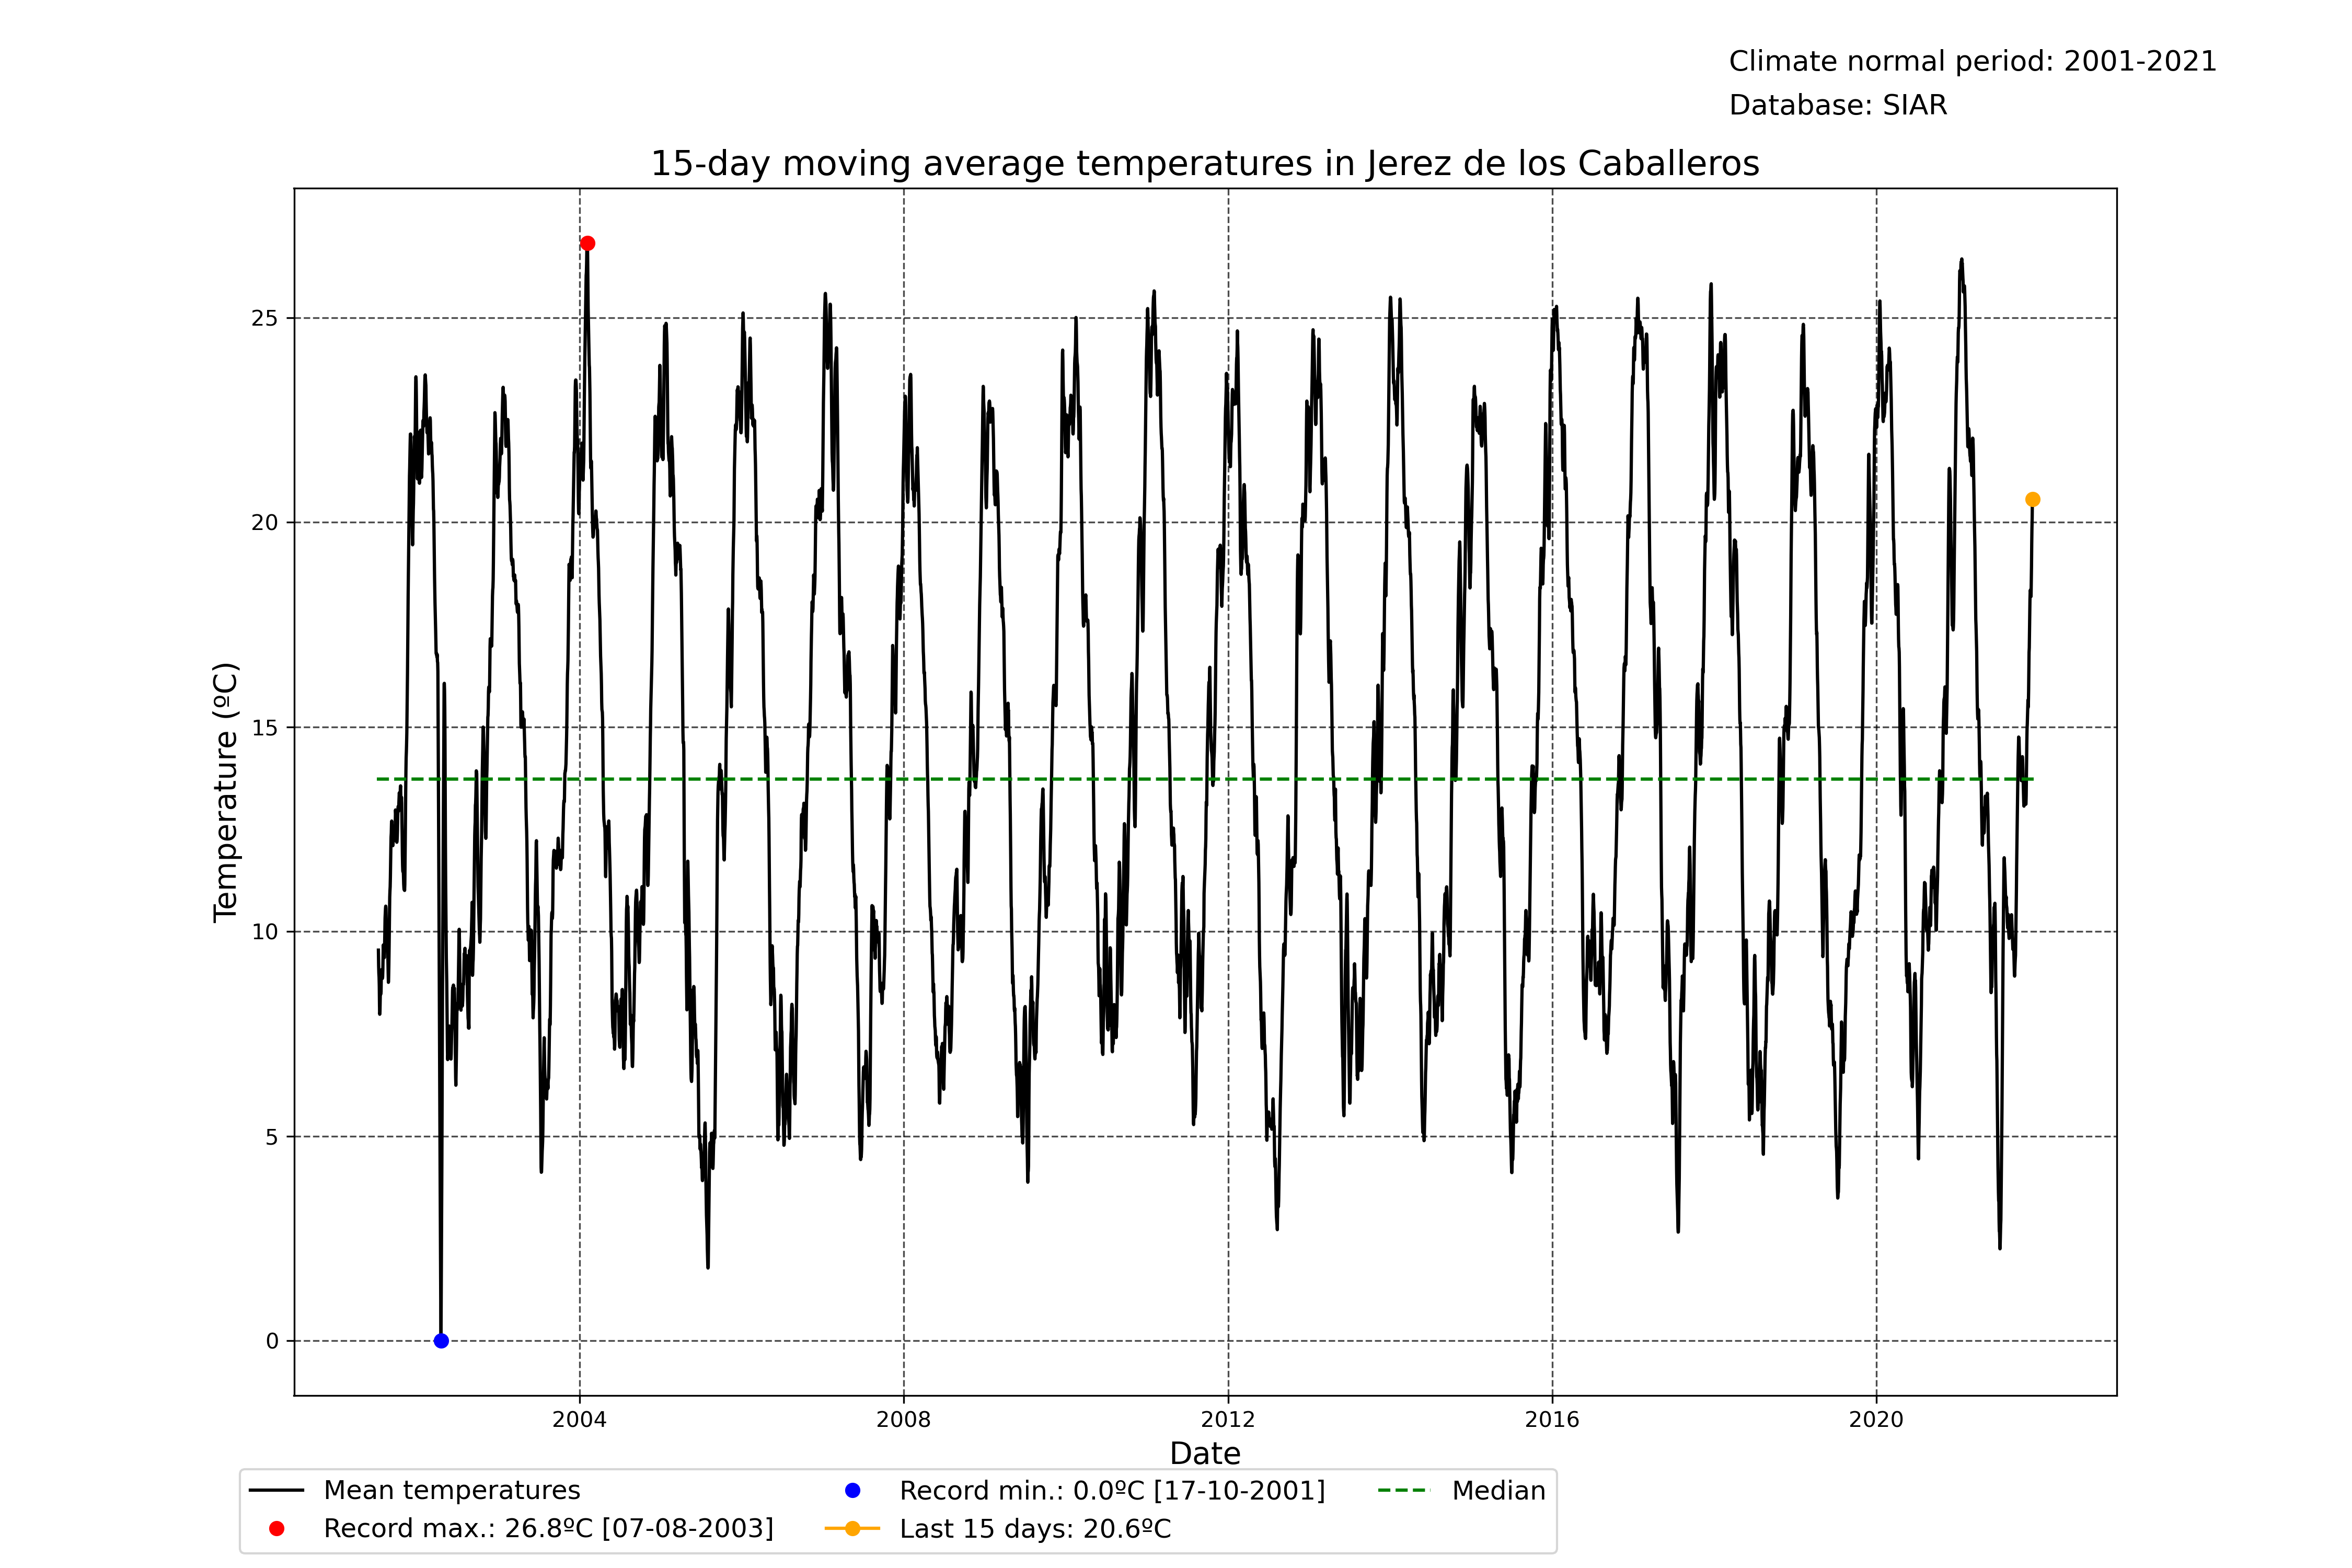 Climate normal period: 2001-2021
Database: SIAR
15-day moving average temperatures in Jerez de los Caballeros
25
20
15
10
5
0
Temperature (ºC)
2004 2008 2012 2016 2020
Date
Mean temperatures
Record max.: 26.8ºC [07-08-2003]
Record min.: 0.0ºC [17-10-2001]
Last 15 days: 20.6ºC
Median